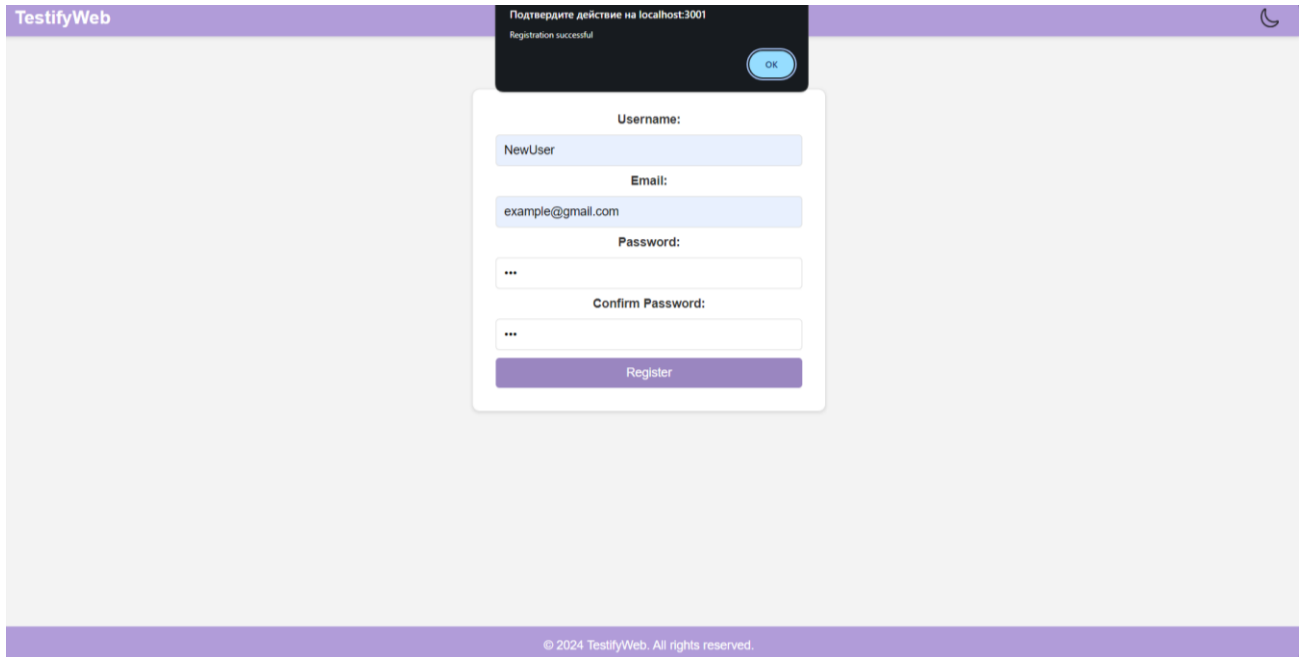 TestifyWeb
Подтвердите действие на localhost:3001
Registration successful
OK
Username:
NewUser
Email:
example@gmail.com
Password:
•••
Confirm Password:
•••
Register
© 2024 TestifyWeb. All rights reserved.